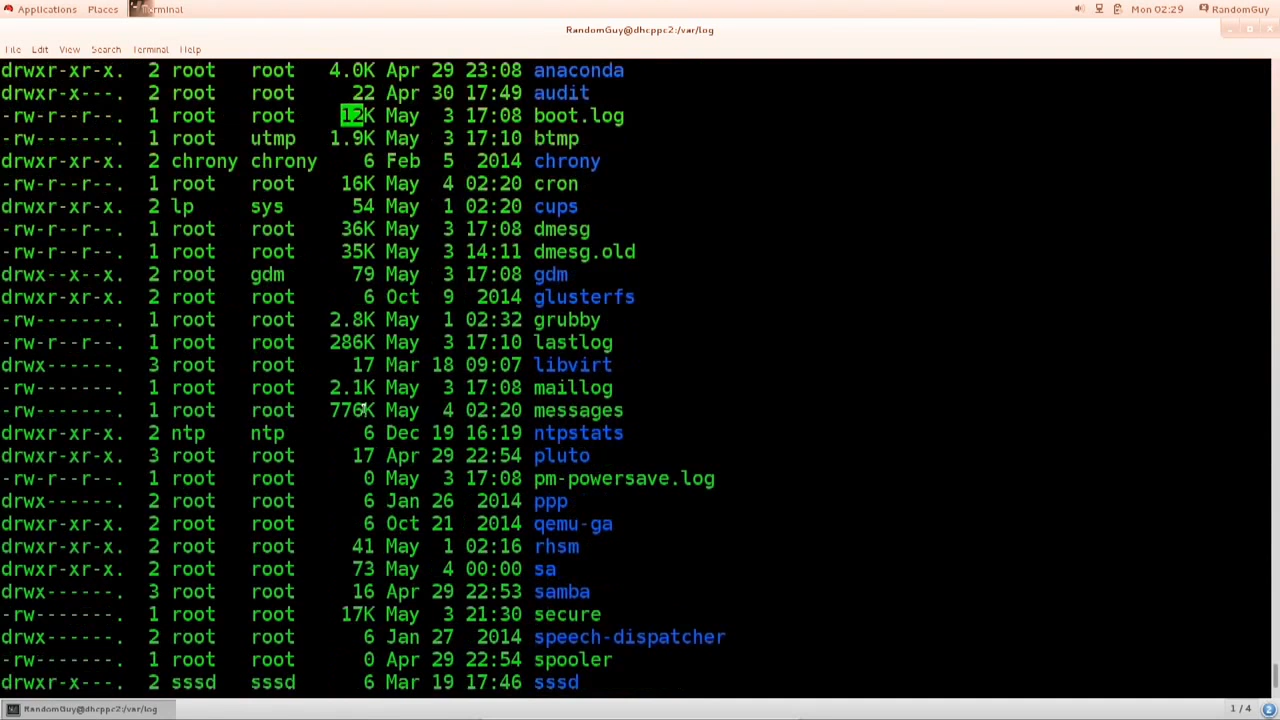 Applications Places Terminal Mon 02:29 RandomGuy
RandomGuy@dhcppc2:/var/log
File Edit View Search Terminal Help
drwxr-xr-x. 2 root root 4.0K Apr 29 23:08 anaconda
drwxr-x---. 2 root root 22 Apr 30 17:49 audit
-rw-r--r--. 1 root root 12K May 3 17:08 boot.log
-rw-------. 1 root utmp 1.9K May 3 17:10 btmp
drwxr-xr-x. 2 chrony chrony 6 Feb 5 2014 chrony
-rw-r--r--. 1 root root 16K May 4 02:20 cron
drwxr-xr-x. 2 lp sys 54 May 1 02:20 cups
-rw-r--r--. 1 root root 36K May 3 17:08 dmesg
-rw-r--r--. 1 root root 35K May 3 14:11 dmesg.old
drwx--x--x. 2 root gdm 79 May 3 17:08 gdm
drwxr-xr-x. 2 root root 6 Oct 9 2014 glusterfs
-rw-------. 1 root root 2.8K May 1 02:32 grubby
-rw-r--r--. 1 root root 286K May 3 17:10 lastlog
drwx------. 3 root root 17 Mar 18 09:07 libvirt
-rw-------. 1 root root 2.1K May 3 17:08 maillog
-rw-------. 1 root root 776K May 4 02:20 messages
drwxr-xr-x. 2 ntp ntp 6 Dec 19 16:19 ntpstats
drwxr-xr-x. 3 root root 17 Apr 29 22:54 pluto
-rw-r--r--. 1 root root 0 May 3 17:08 pm-powersave.log
drwx------. 2 root root 6 Jan 26 2014 ppp
drwxr-xr-x. 2 root root 6 Oct 21 2014 qemu-ga
drwxr-xr-x. 2 root root 41 May 1 02:16 rhsm
drwxr-xr-x. 2 root root 73 May 4 00:00 sa
drwxr-xr-x. 3 root root 16 Apr 29 22:53 samba
-rw-------. 1 root root 17K May 3 21:30 secure
drwx------. 2 root root 6 Jan 27 2014 speech-dispatcher
-rw-------. 1 root root 0 Apr 29 22:54 spooler
drwxr-x---. 2 sssd sssd 6 Mar 19 17:46 sssd
RandomGuy@dhcppc2:/var/log 1 / 4 2